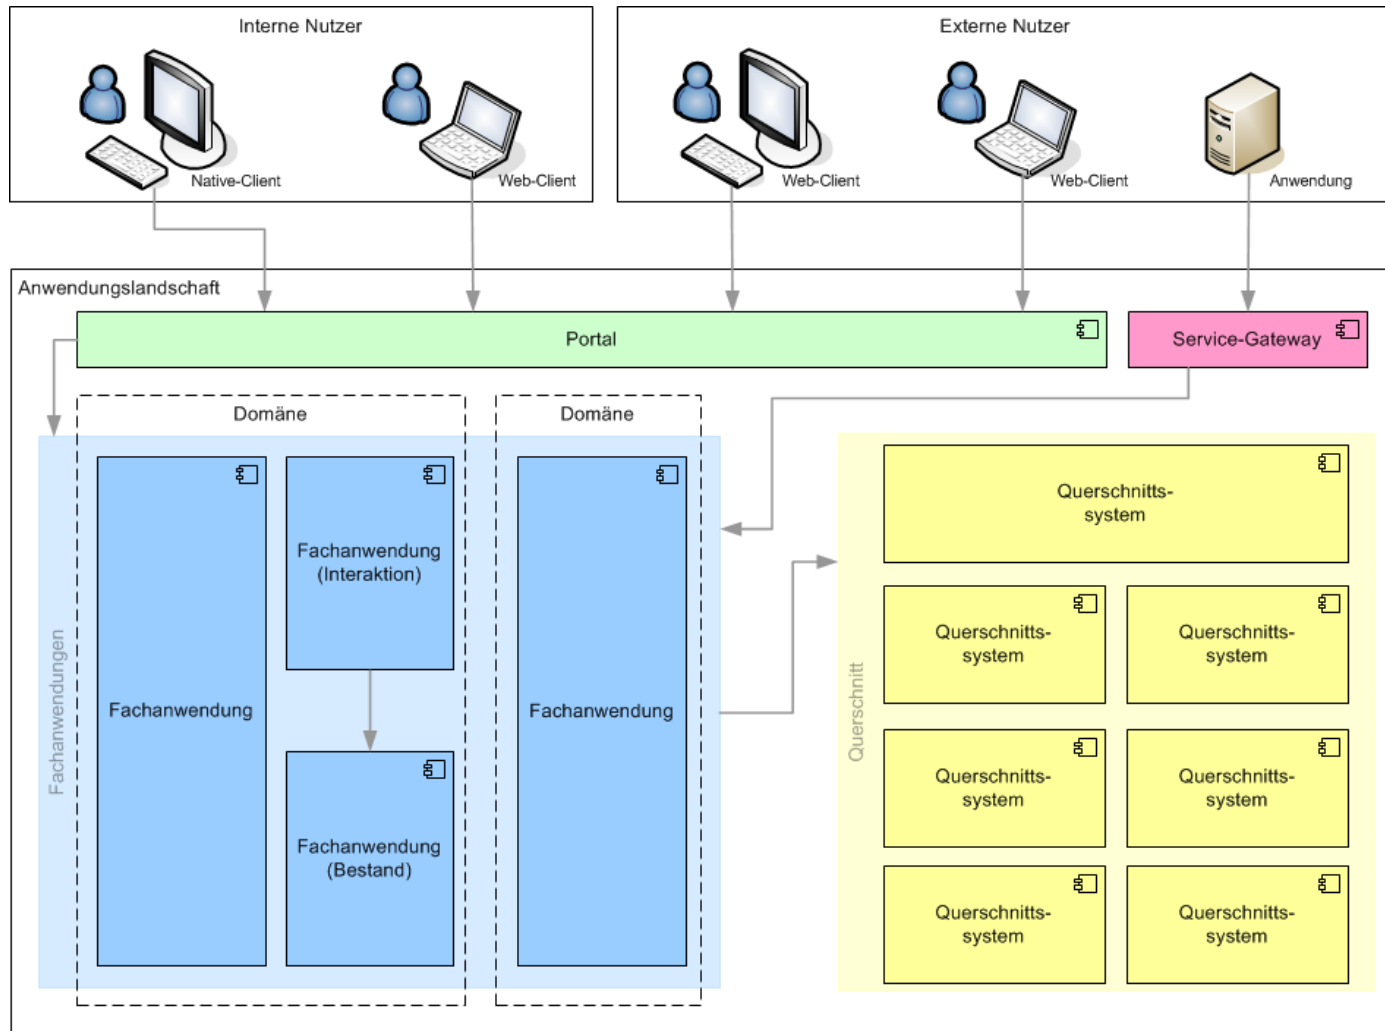 Interne Nutzer
Externe Nutzer
Native-Client
Web-Client
Web-Client
Web-Client
Anwendung
Anwendungslandschaft
Portal
Service-Gateway
Domäne
Domäne
Fachanwendungen
Fachanwendung
Fachanwendung
(Interaktion)
Fachanwendung
(Bestand)
Fachanwendung
Querschnitt
Querschnitts-
system
Querschnitts-
system
Querschnitts-
system
Querschnitts-
system
Querschnitts-
system
Querschnitts-
system
Querschnitts-
system